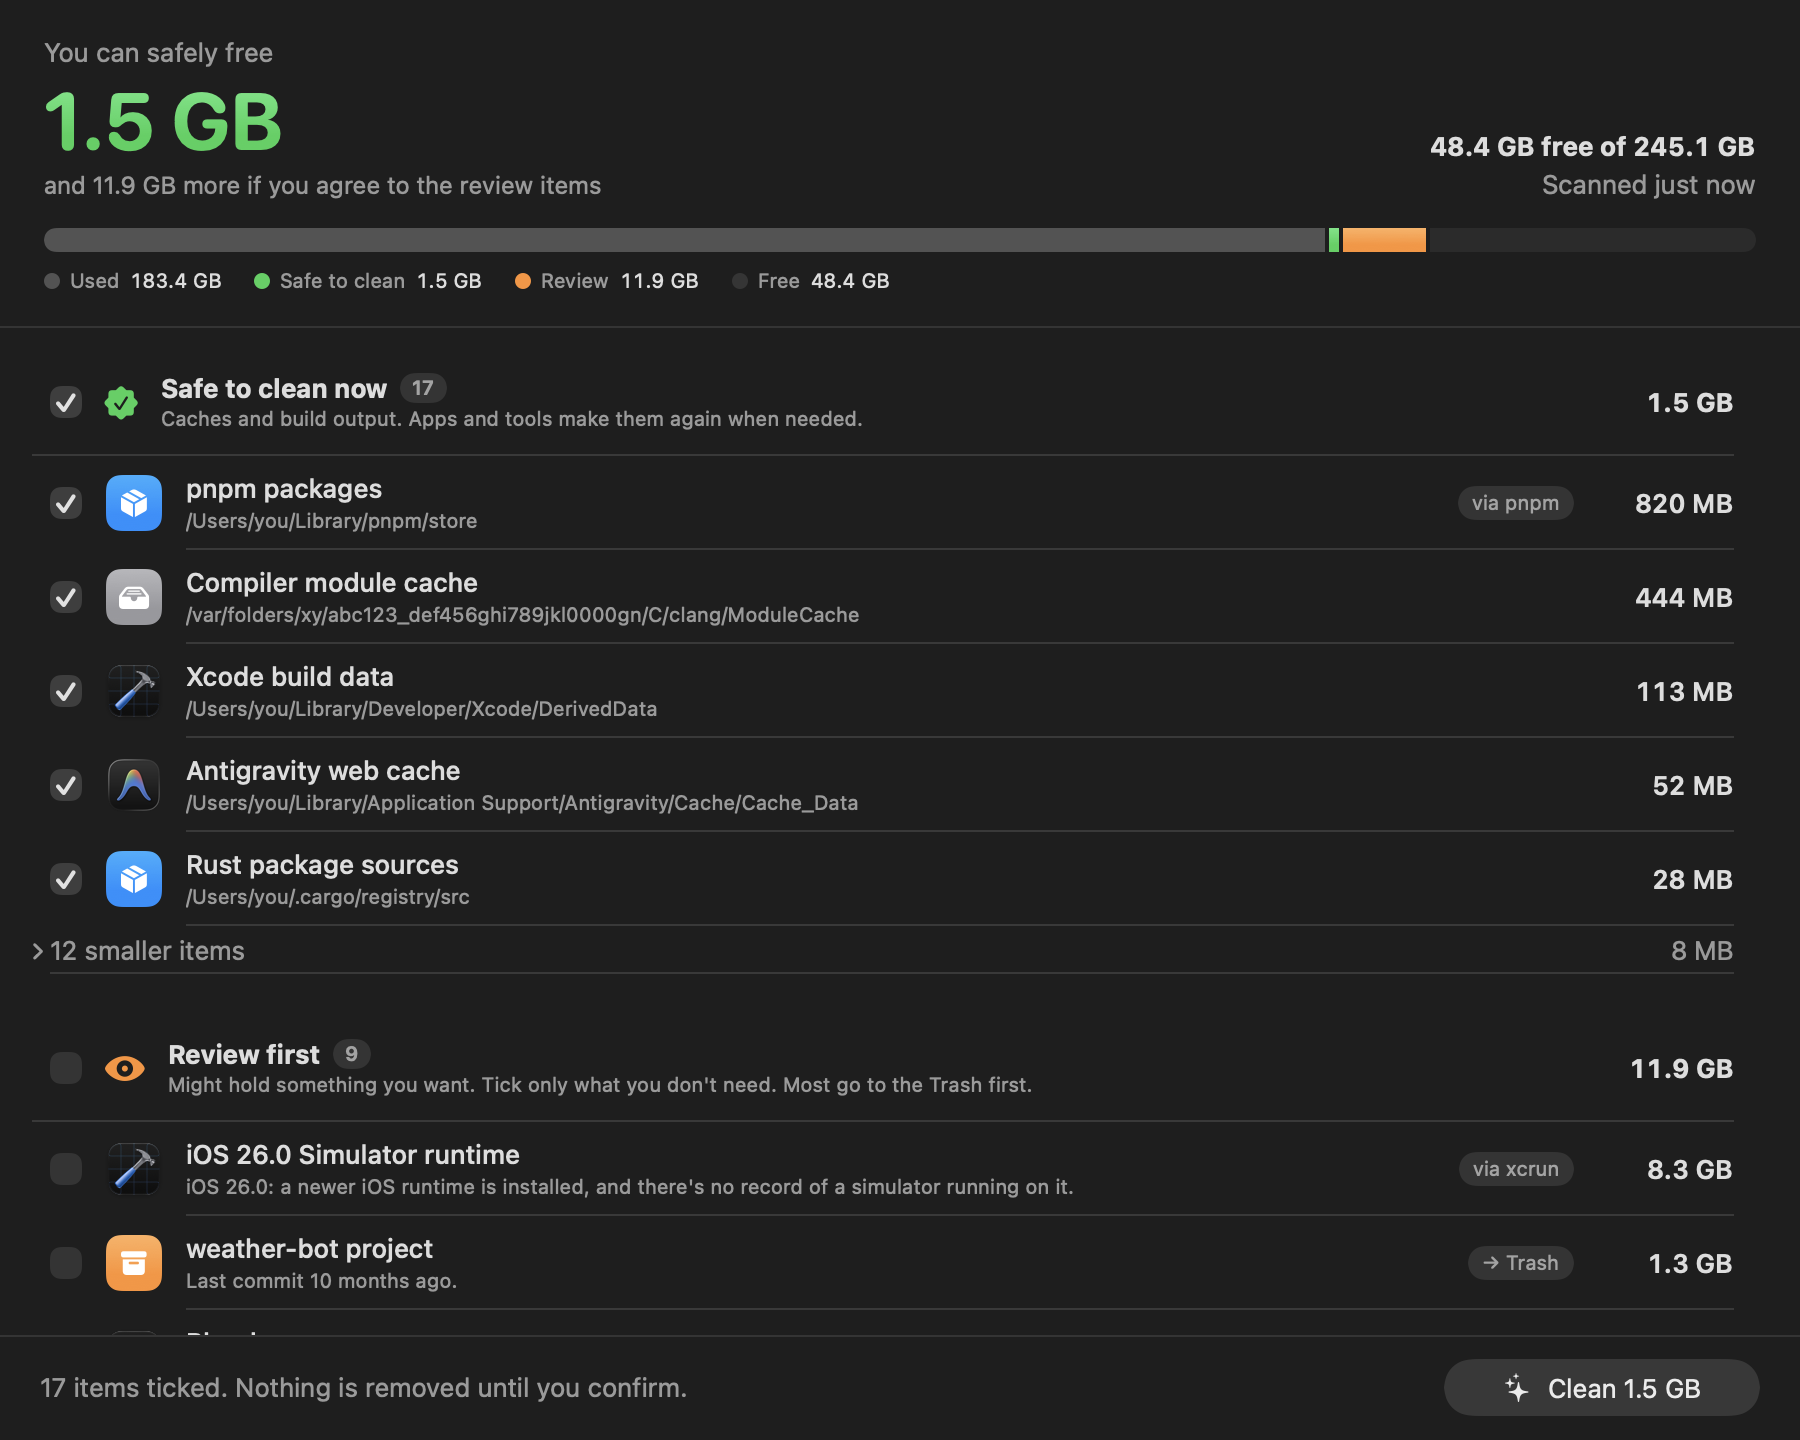 You can safely free
1.5 GB
and 11.9 GB more if you agree to the review items
48.4 GB free of 245.1 GB
Scanned just now
Used 183.4 GB Safe to clean 1.5 GB Review 11.9 GB Free 48.4 GB
Safe to clean now 17
Caches and build output. Apps and tools make them again when needed.
1.5 GB
pnpm packages
/Users/you/Library/pnpm/store
via pnpm 820 MB
Compiler module cache
/var/folders/xy/abc123_def456ghi789jkl0000gn/C/clang/ModuleCache
444 MB
Xcode build data
/Users/you/Library/Developer/Xcode/DerivedData
113 MB
Antigravity web cache
/Users/you/Library/Application Support/Antigravity/Cache/Cache_Data
52 MB
Rust package sources
/Users/you/.cargo/registry/src
28 MB
12 smaller items 8 MB
Review first 9
Might hold something you want. Tick only what you don't need. Most go to the Trash first.
11.9 GB
iOS 26.0 Simulator runtime
iOS 26.0: a newer iOS runtime is installed, and there's no record of a simulator running on it.
via xcrun 8.3 GB
weather-bot project
Last commit 10 months ago.
→ Trash 1.3 GB
17 items ticked. Nothing is removed until you confirm.
Clean 1.5 GB